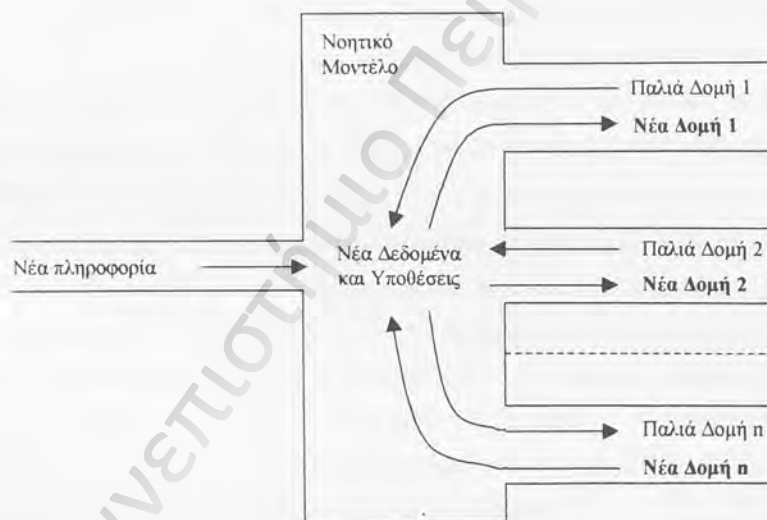 Νοητικό
Μοντέλο
Παλιά Δομή 1
Νέα Δομή 1
Νέα πληροφορία
Νέα Δεδομένα
και Υποθέσεις
Παλιά Δομή 2
Νέα Δομή 2
Παλιά Δομή n
Νέα Δομή n